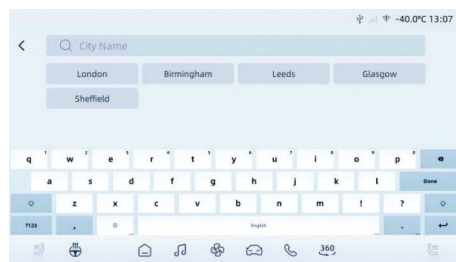 -40.0°C 13:07
City Name
London Birmingham Leeds Glasgow
Sheffield
q 1 w 2 e 3 r 4 t 5 y 6 u 7 i 8 o 9 p 0
a s d f g h j k l Done
z x c v b n m ! ?
?123 , English .
360